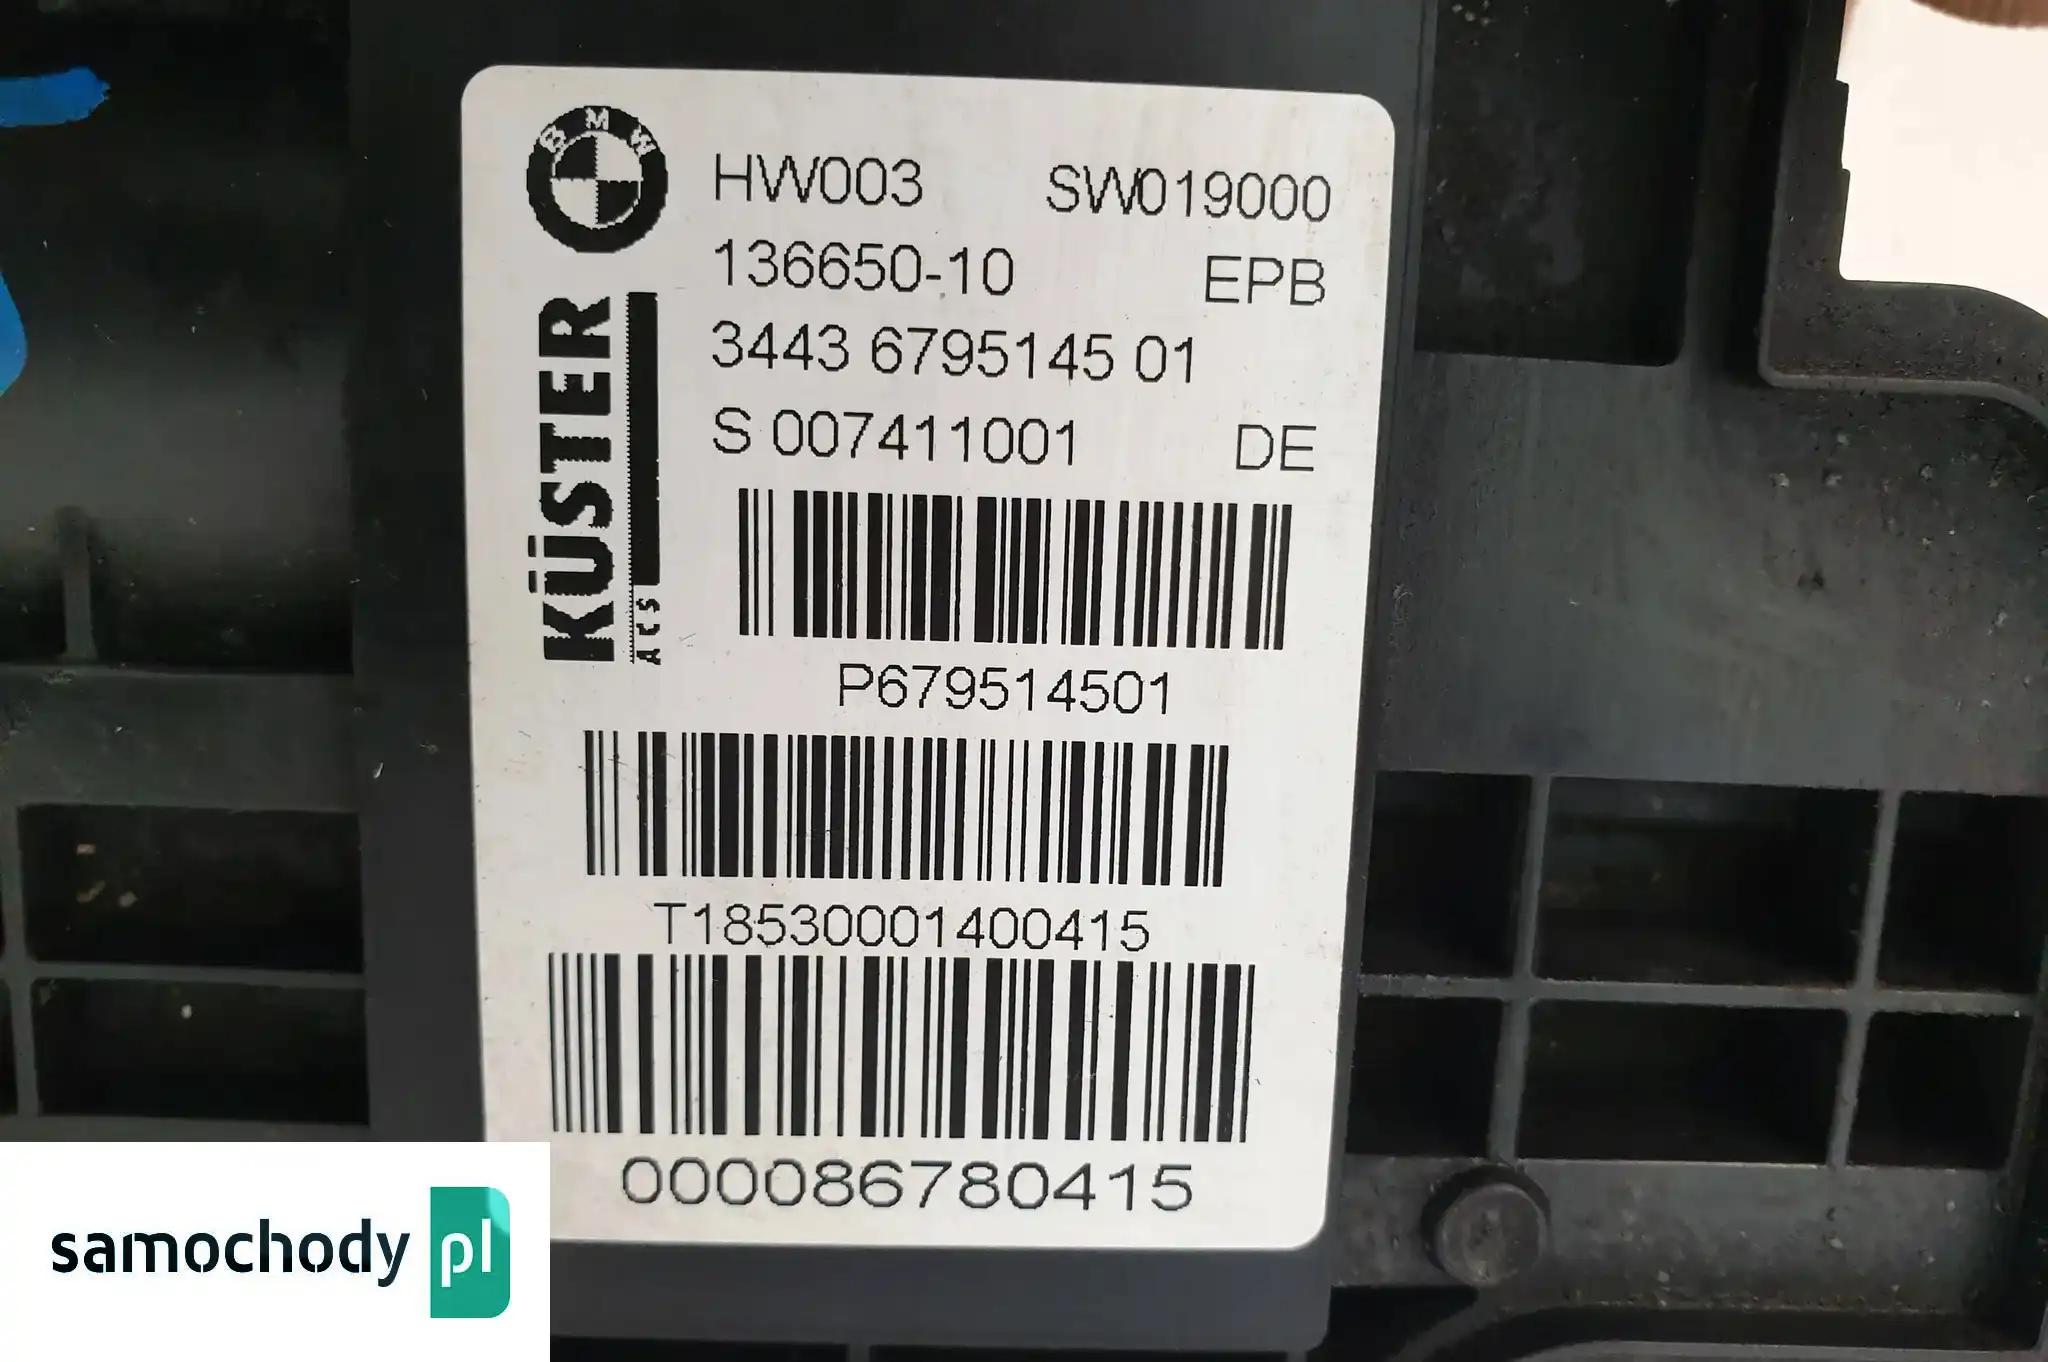 BMW
HW003 SW019000
136650-10 EPB
3443 6795145 01
S 007411001 DE
KÜSTER
ACS
P679514501
T18530001400415
000086780415
samochody pl